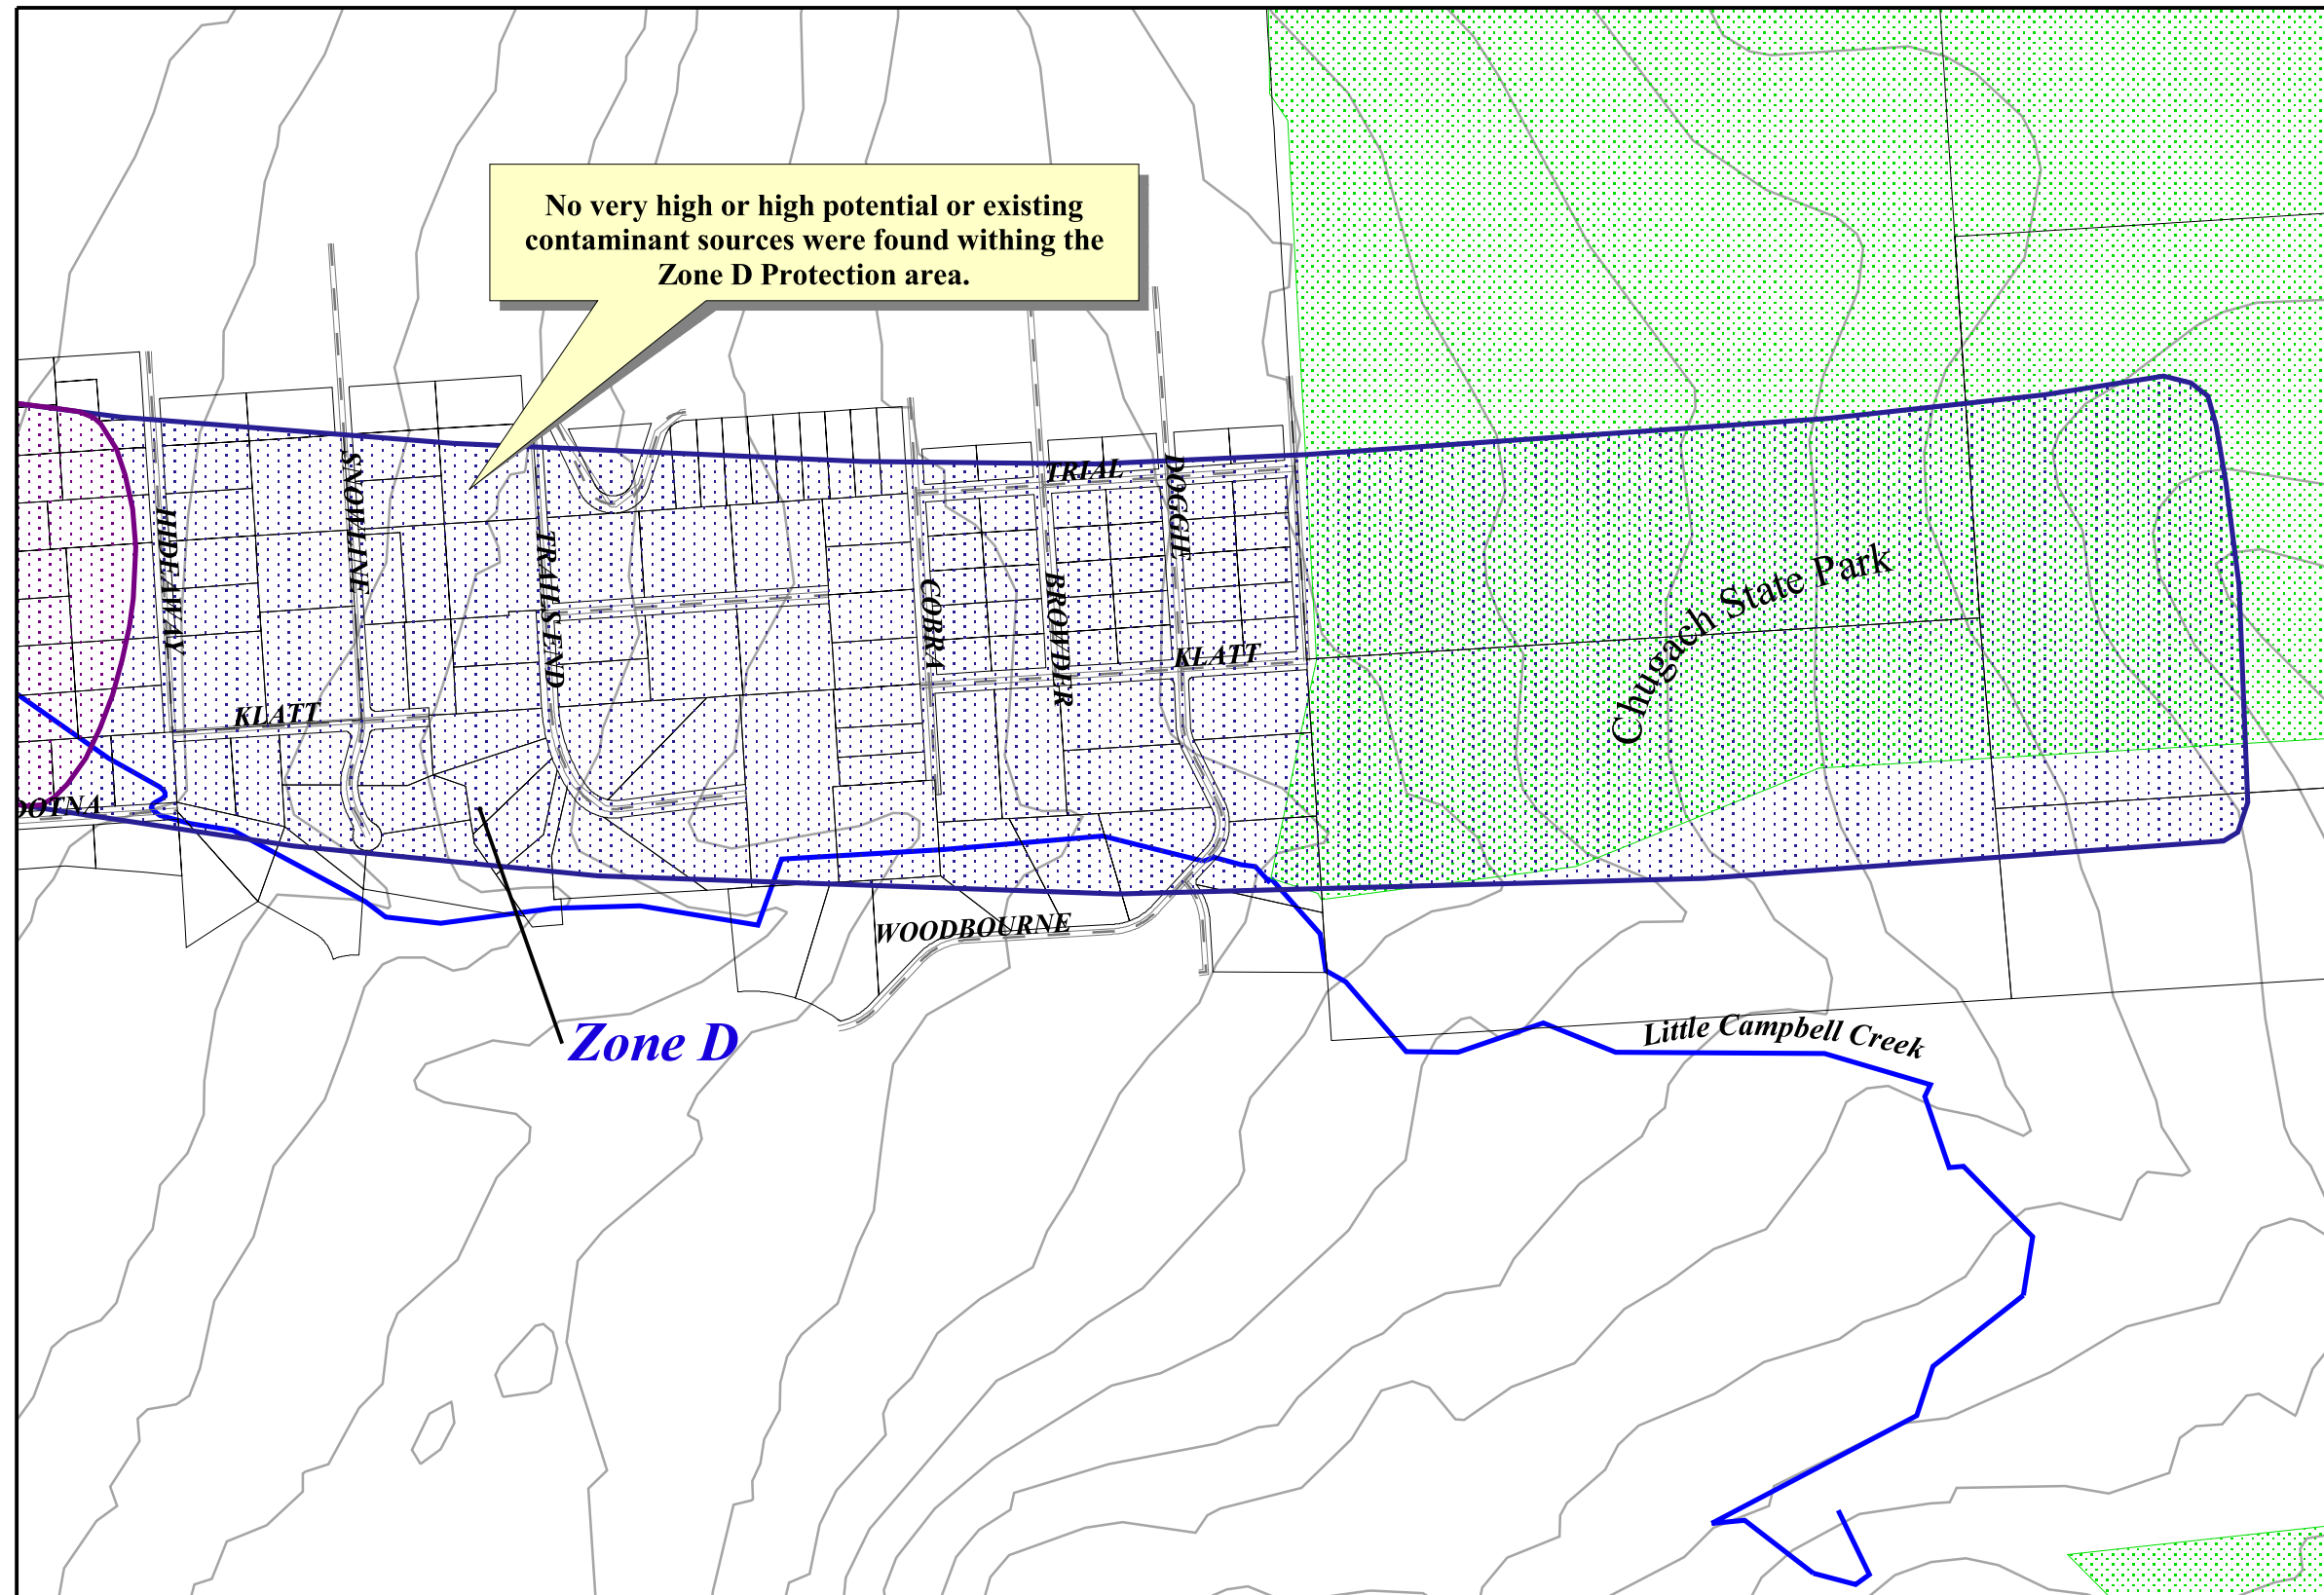 No very high or high potential or existing
contaminant sources were found withing the
Zone D Protection area.
TRIAL
DOGGIE
SNOWLINE
HIDEAWAY
TRAILS END
COBRA
BROWDER
KLATT
Chugach State Park
KLATT
OOTNA
WOODBOURNE
Zone D
Little Campbell Creek